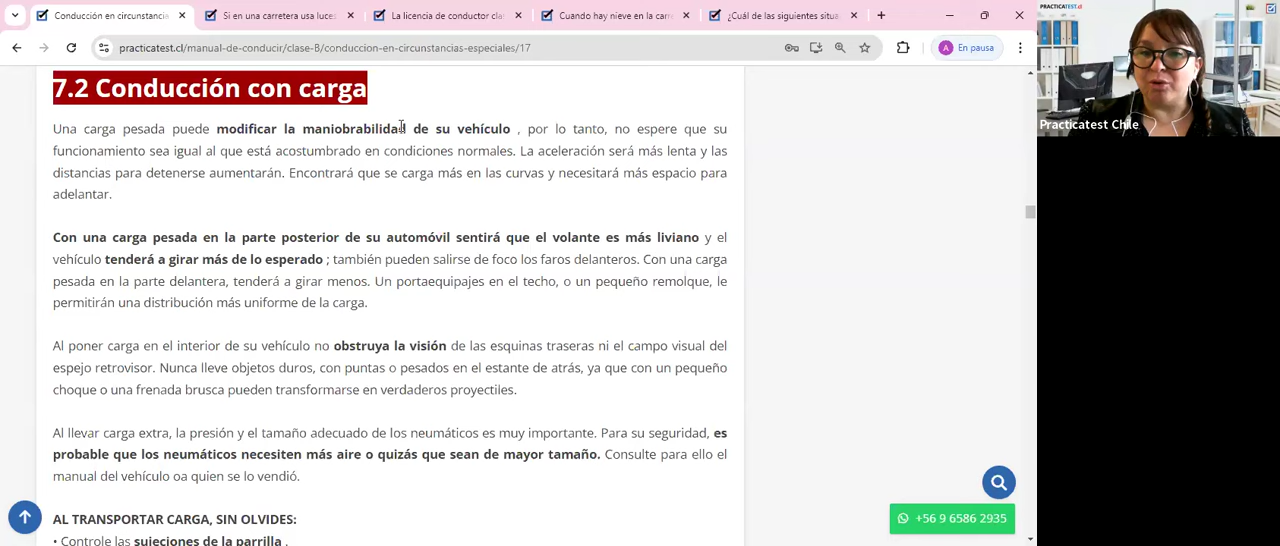 Conducción en circunstancia
Si en una carretera usa luces
La licencia de conductor cla
Cuando hay nieve en la carre
¿Cuál de las siguientes situa
practicatest.cl/manual-de-conducir/clase-B/conduccion-en-circunstancias-especiales/17
A
En pausa
PRACTICATEST.cl
Practicatest Chile
7.2 Conducción con carga
Una carga pesada puede modificar la maniobrabilidad de su vehículo , por lo tanto, no espere que su
funcionamiento sea igual al que está acostumbrado en condiciones normales. La aceleración será más lenta y las
distancias para detenerse aumentarán. Encontrará que se carga más en las curvas y necesitará más espacio para
adelantar.
Con una carga pesada en la parte posterior de su automóvil sentirá que el volante es más liviano y el
vehículo tenderá a girar más de lo esperado ; también pueden salirse de foco los faros delanteros. Con una carga
pesada en la parte delantera, tenderá a girar menos. Un portaequipajes en el techo, o un pequeño remolque, le
permitirán una distribución más uniforme de la carga.
Al poner carga en el interior de su vehículo no obstruya la visión de las esquinas traseras ni el campo visual del
espejo retrovisor. Nunca lleve objetos duros, con puntas o pesados en el estante de atrás, ya que con un pequeño
choque o una frenada brusca pueden transformarse en verdaderos proyectiles.
Al llevar carga extra, la presión y el tamaño adecuado de los neumáticos es muy importante. Para su seguridad, es
probable que los neumáticos necesiten más aire o quizás que sean de mayor tamaño. Consulte para ello el
manual del vehículo oa quien se lo vendió.
AL TRANSPORTAR CARGA, SIN OLVIDES:
• Controle las sujeciones de la parrilla .
+56 9 6586 2935